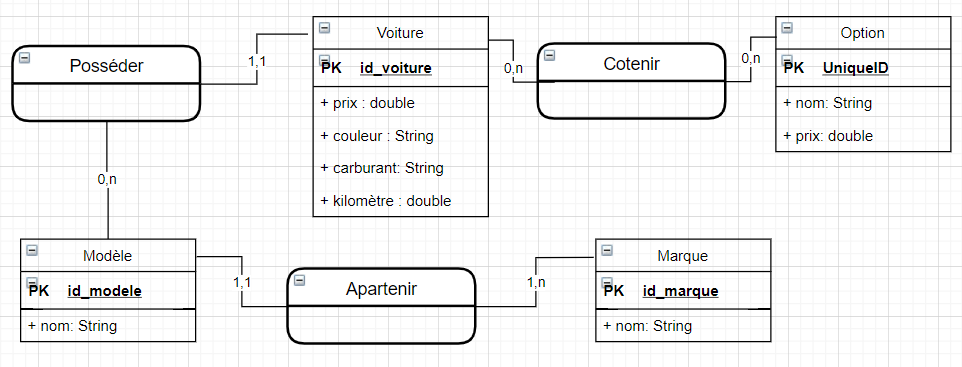 Posséder
1,1
Voiture
PK id_voiture
+ prix : double
+ couleur : String
+ carburant: String
+ kilomètre : double
0,n
Cotenir
0,n
Option
PK UniqueID
+ nom: String
+ prix: double
0,n
Modèle
PK id_modele
+ nom: String
1,1
Apartenir
1,n
Marque
PK id_marque
+ nom: String